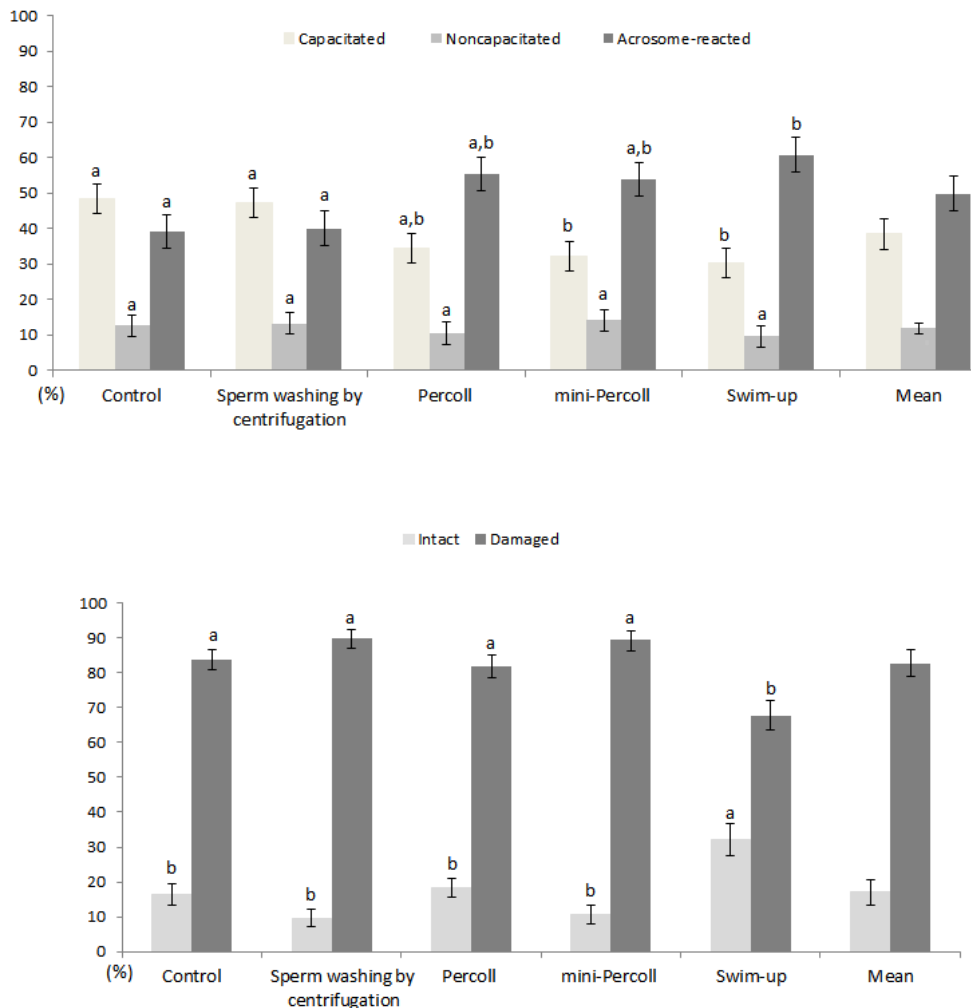 100
90
80
70
60
50
40
30
20
10
0
(%)
Capacitated Noncapacitated Acrosome-reacted
a a a
a a a
a,b a a,b
b a a,b
b a b
Control Sperm washing by Percoll mini-Percoll Swim-up Mean
centrifugation
Intact Damaged
100
90
80
70
60
50
40
30
20
10
0
(%)
b a
b a
b a
b a
a b
Control Sperm washing by Percoll mini-Percoll Swim-up Mean
centrifugation